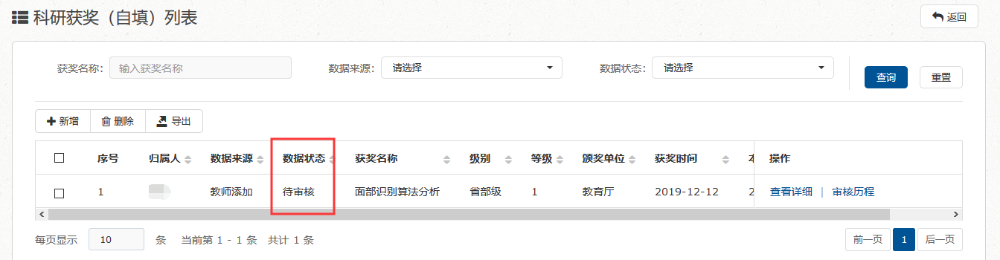 科研获奖（自填）列表
返回
获奖名称: 输入获奖名称 数据来源: 请选择 数据状态: 请选择 查询 重置
新增 删除 导出
序号 归属人 数据来源 数据状态 获奖名称 级别 等级 颁奖单位 获奖时间 操作
1 教师添加 待审核 面部识别算法分析 省部级 1 教育厅 2019-12-12 2 查看详细 | 审核历程
每页显示 10 条 当前第 1 - 1 条 共计 1 条 前一页 1 后一页